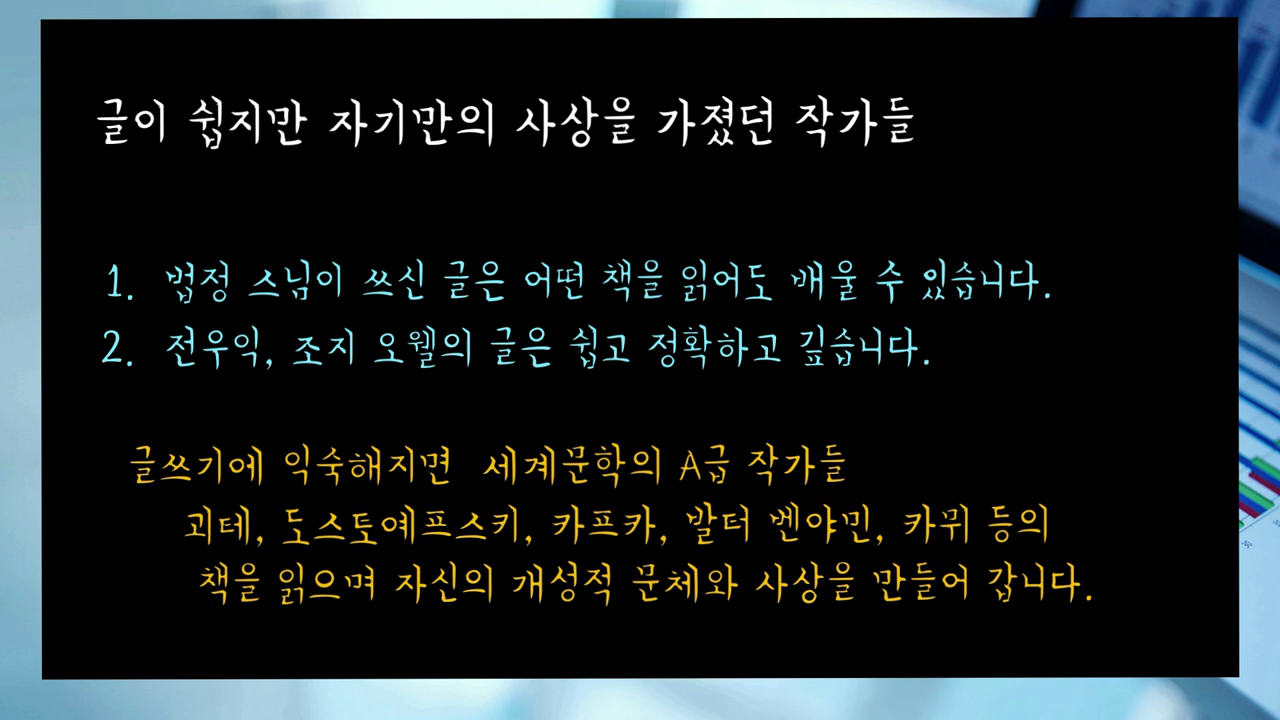 글이 쉽지만 자기만의 사상을 가졌던 작가들
1. 법정 스님이 쓰신 글은 어떤 책을 읽어도 배울 수 있습니다.
2. 전우익, 조지 오웰의 글은 쉽고 정확하고 깊습니다.
글쓰기에 익숙해지면 세계문학의 A급 작가들
괴테, 도스토예프스키, 카프카, 발터 벤야민, 카뮈 등의
책을 읽으며 자신의 개성적 문체와 사상을 만들어 갑니다.